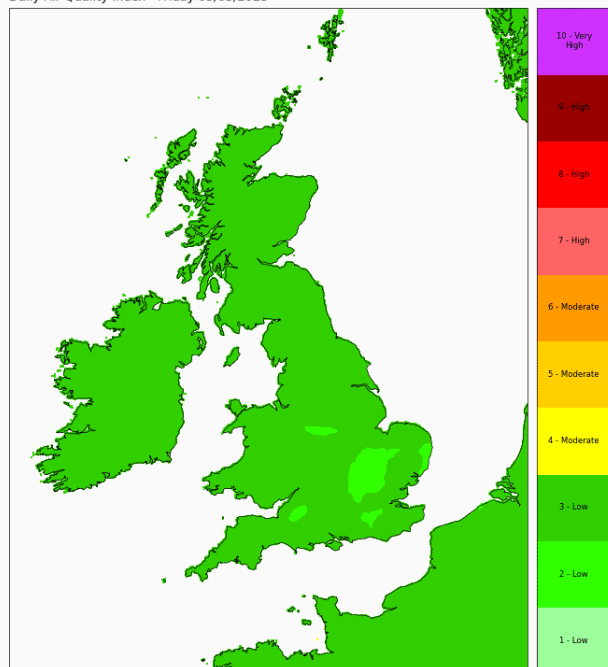 10 - Very
High
9 - High
8 - High
7 - High
6 - Moderate
5 - Moderate
4 - Moderate
3 - Low
2 - Low
1 - Low